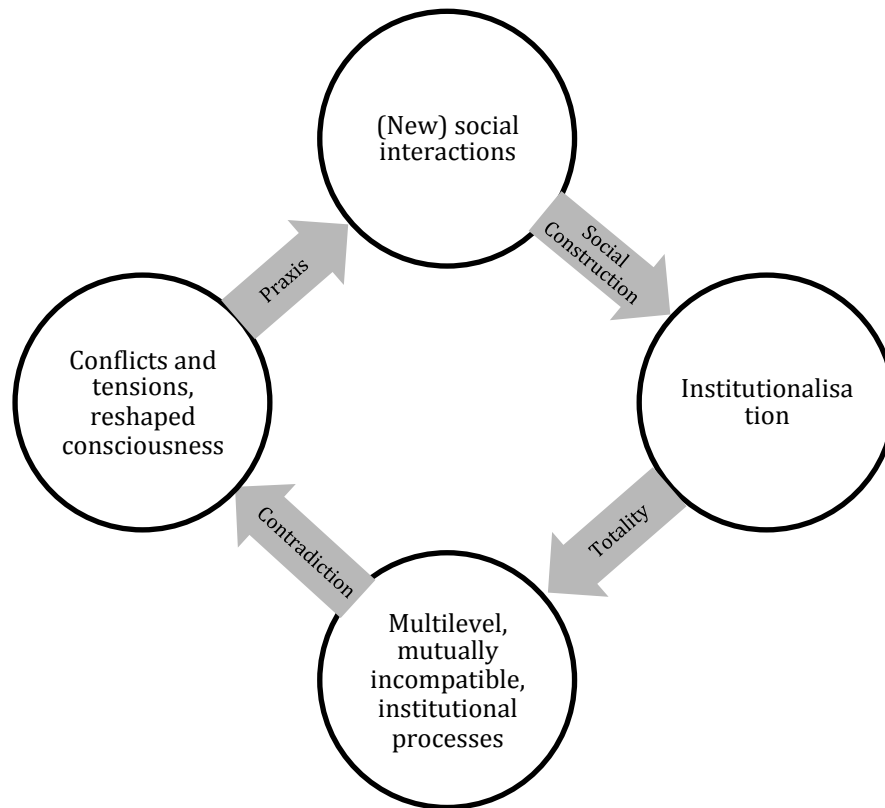 (New) social
interactions
Social
Construction
Praxis
Conflicts and
tensions,
reshaped
consciousness
Institutionalisa
tion
Totality
Contradiction
Multilevel,
mutually
incompatible,
institutional
processes